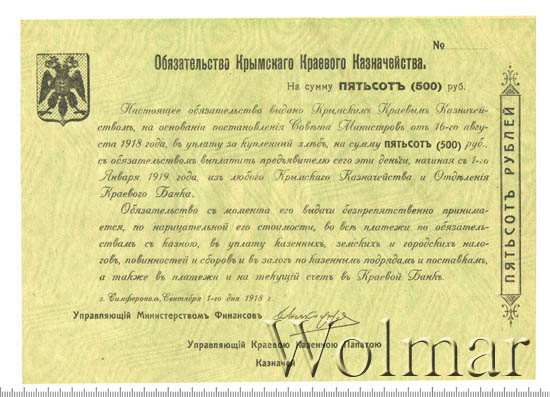 №
Обязательство Крымскаго Краевого Казначейства.
На сумму ПЯТЬСОТЪ (500) руб.
Настоящее обязательство выдано Крымскимъ Краевымъ Казначей-
ствомъ, на основаніи постановленія Совѣта Министровъ отъ 16-го авгус-
та 1918 года, въ уплату за купленный хлѣбъ, на сумму ПЯТЬСОТЪ (500) руб.,
съ обязательствомъ выплатить предъявителю сего эти деньги, начиная съ 1-го
Января 1919 года, изъ любого Крымскаго Казначейства и Отдѣленія
Краевого Банка.
Обязательство съ момента его выдачи безпрепятственно принимает-
ся, по нарицательной его стоимости, во всѣ платежи по обязатель-
ствамъ съ казною, въ уплату казенныхъ, земскихъ и городскихъ нало-
говъ, повинностей и сборовъ и въ залогъ по казеннымъ подрядамъ и поставкамъ,
а также въ платежи и на текущій счетъ въ Краевой Банкъ.
г. Симферополь, Сентября 1-го дня 1918 г.
Управляющій Министерствомъ Финансовъ
Управляющій Краевою Казенною Палатою
Казначей
ПЯТЬСОТЪ РУБЛЕЙ
Wolmar